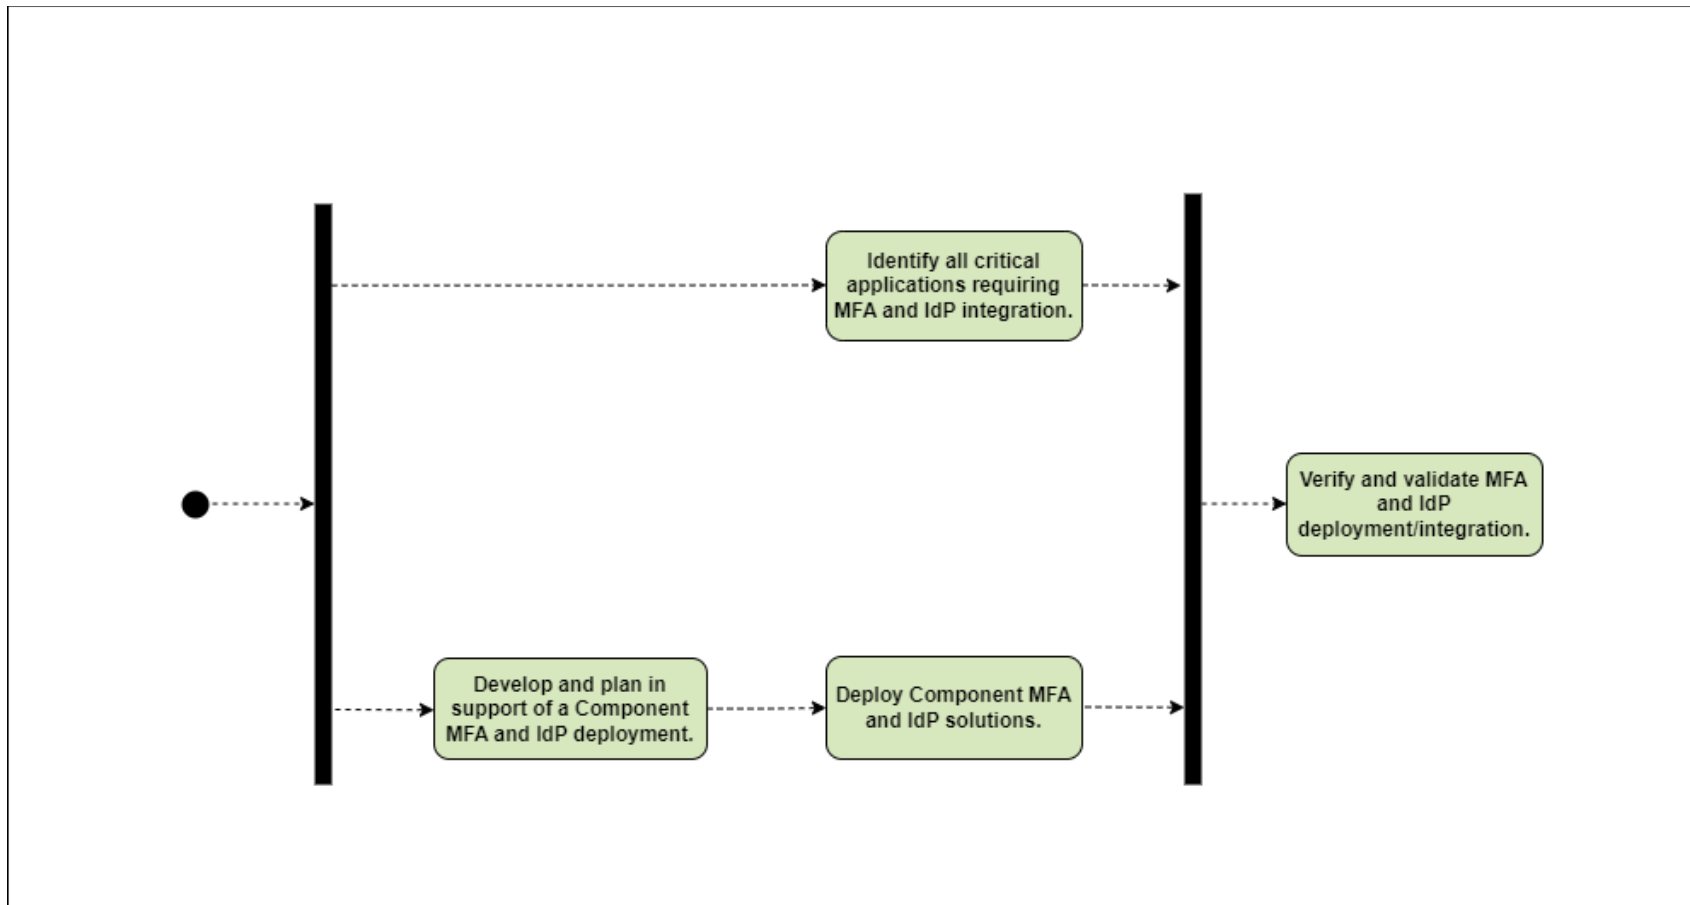 Identify all critical
applications requiring
MFA and IdP integration.
Verify and validate MFA
and IdP
deployment/integration.
Develop and plan in
support of a Component
MFA and IdP deployment.
Deploy Component MFA
and IdP solutions.